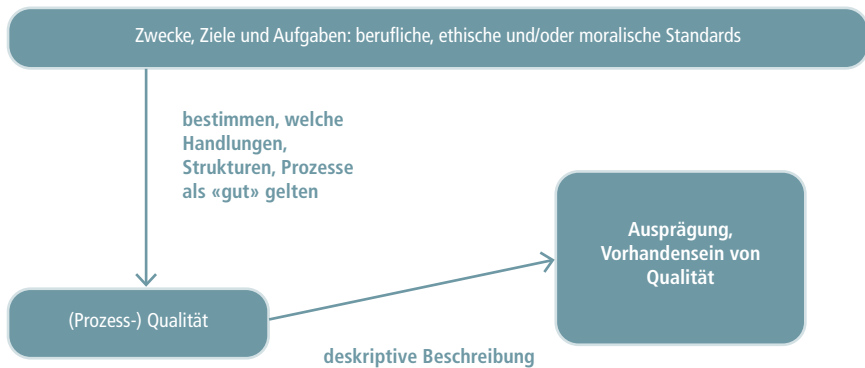 Zwecke, Ziele und Aufgaben: berufliche, ethische und/oder moralische Standards
bestimmen, welche
Handlungen,
Strukturen, Prozesse
als «gut» gelten
Ausprägung,
Vorhandensein von
Qualität
(Prozess-) Qualität
deskriptive Beschreibung